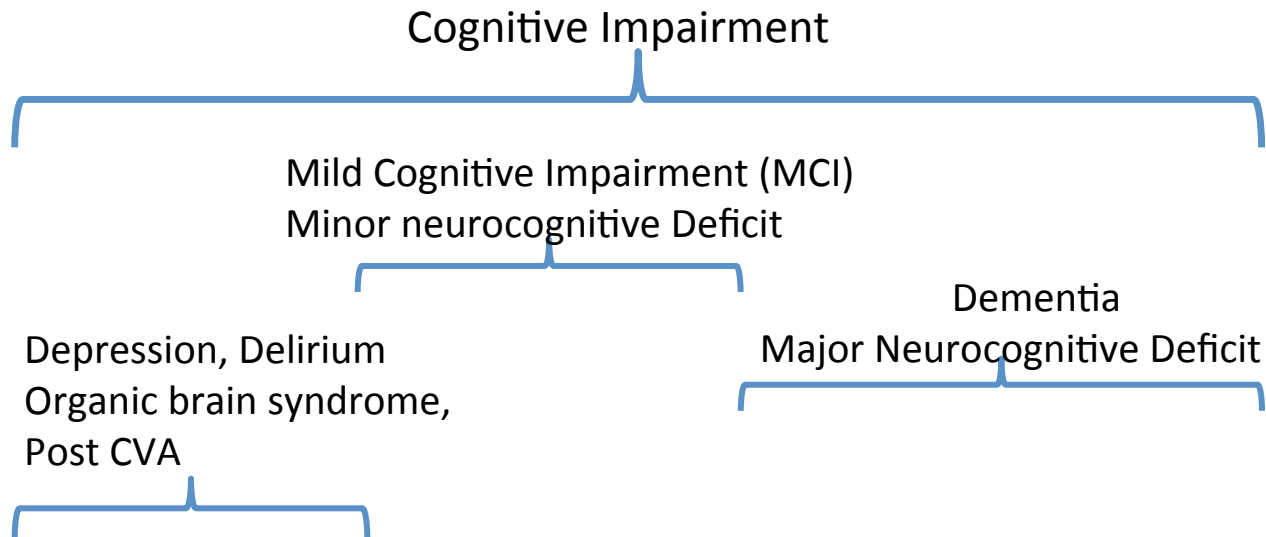 Cognitive Impairment
Mild Cognitive Impairment (MCI)
Minor neurocognitive Deficit
Dementia
Major Neurocognitive Deficit
Depression, Delirium
Organic brain syndrome,
Post CVA